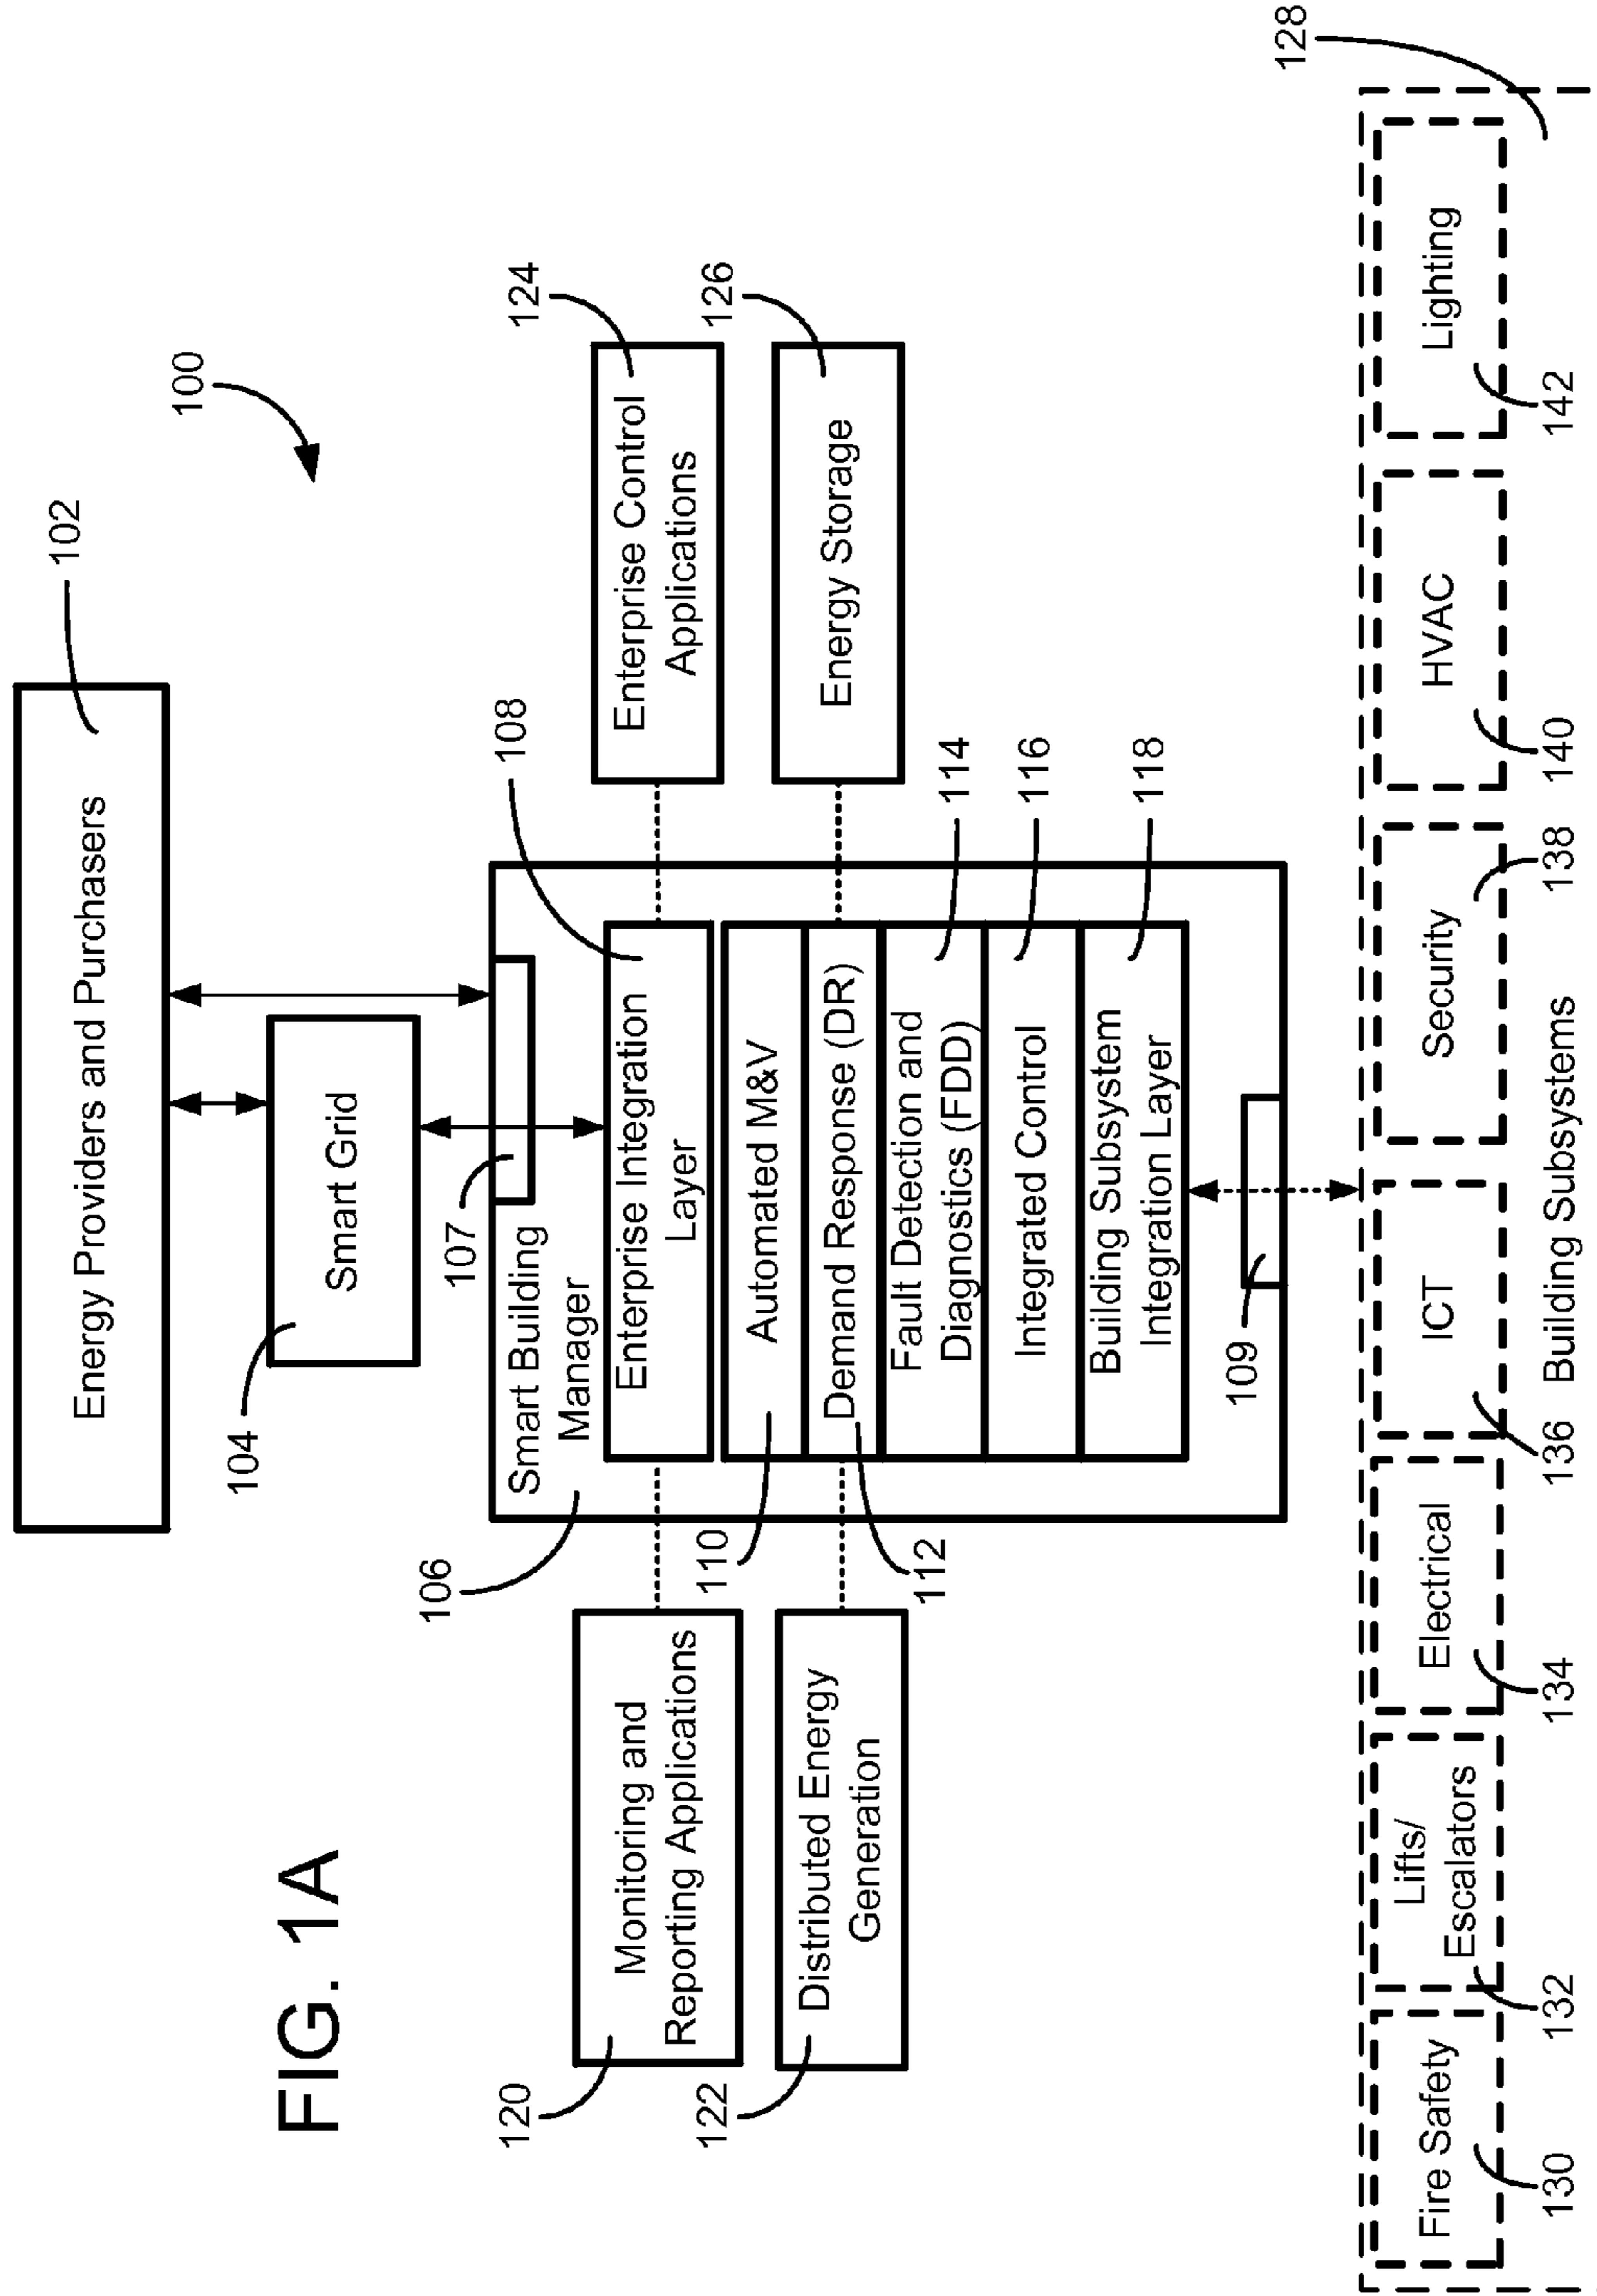 FIG. 1A
100
Energy Providers and Purchasers
102
Smart Grid
104
107
Smart Building
Manager
106
Enterprise Integration
Layer
108
Automated M&V
110
Demand Response (DR)
112
Fault Detection and
Diagnostics (FDD)
114
Integrated Control
116
Building Subsystem
Integration Layer
118
109
Monitoring and
Reporting Applications
120
Distributed Energy
Generation
122
Enterprise Control
Applications
124
Energy Storage
126
128
Fire Safety
130
Lifts/
Escalators
132
Electrical
134
ICT
136
Security
138
HVAC
140
Lighting
142
Building Subsystems